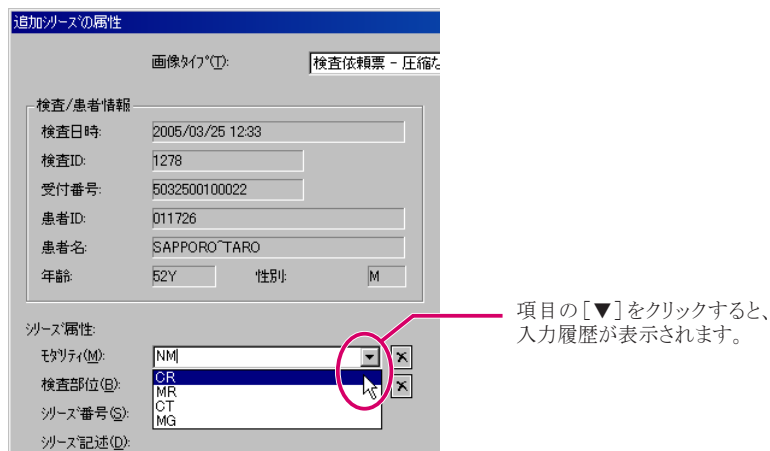 追加シリーズの属性
画像タイプ(T): 検査依頼票 - 圧縮な
検査/患者情報
検査日時: 2005/03/25 12:33
検査ID: 1278
受付番号: 5032500100022
患者ID: 011726
患者名: SAPPORO^TARO
年齢: 52Y 性別: M
項目の［▼］をクリックすると、
入力履歴が表示されます。
シリーズ属性:
モダリティ(M): NM
検査部位(B): CR
MR
シリーズ番号(S): CT
MG
シリーズ記述(D):